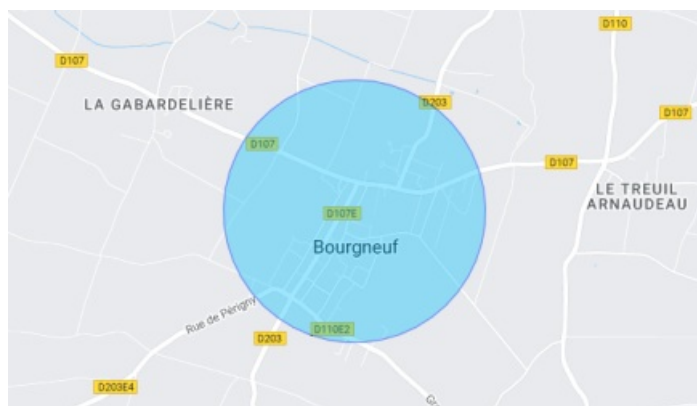 D110
D107
LA GABARDELIÈRE
D203
D107
D107
D107
LE TREUIL
ARNAUDEAU
D107E
Bourgneuf
Rue de Périgny
D110E2
D203
D203E4